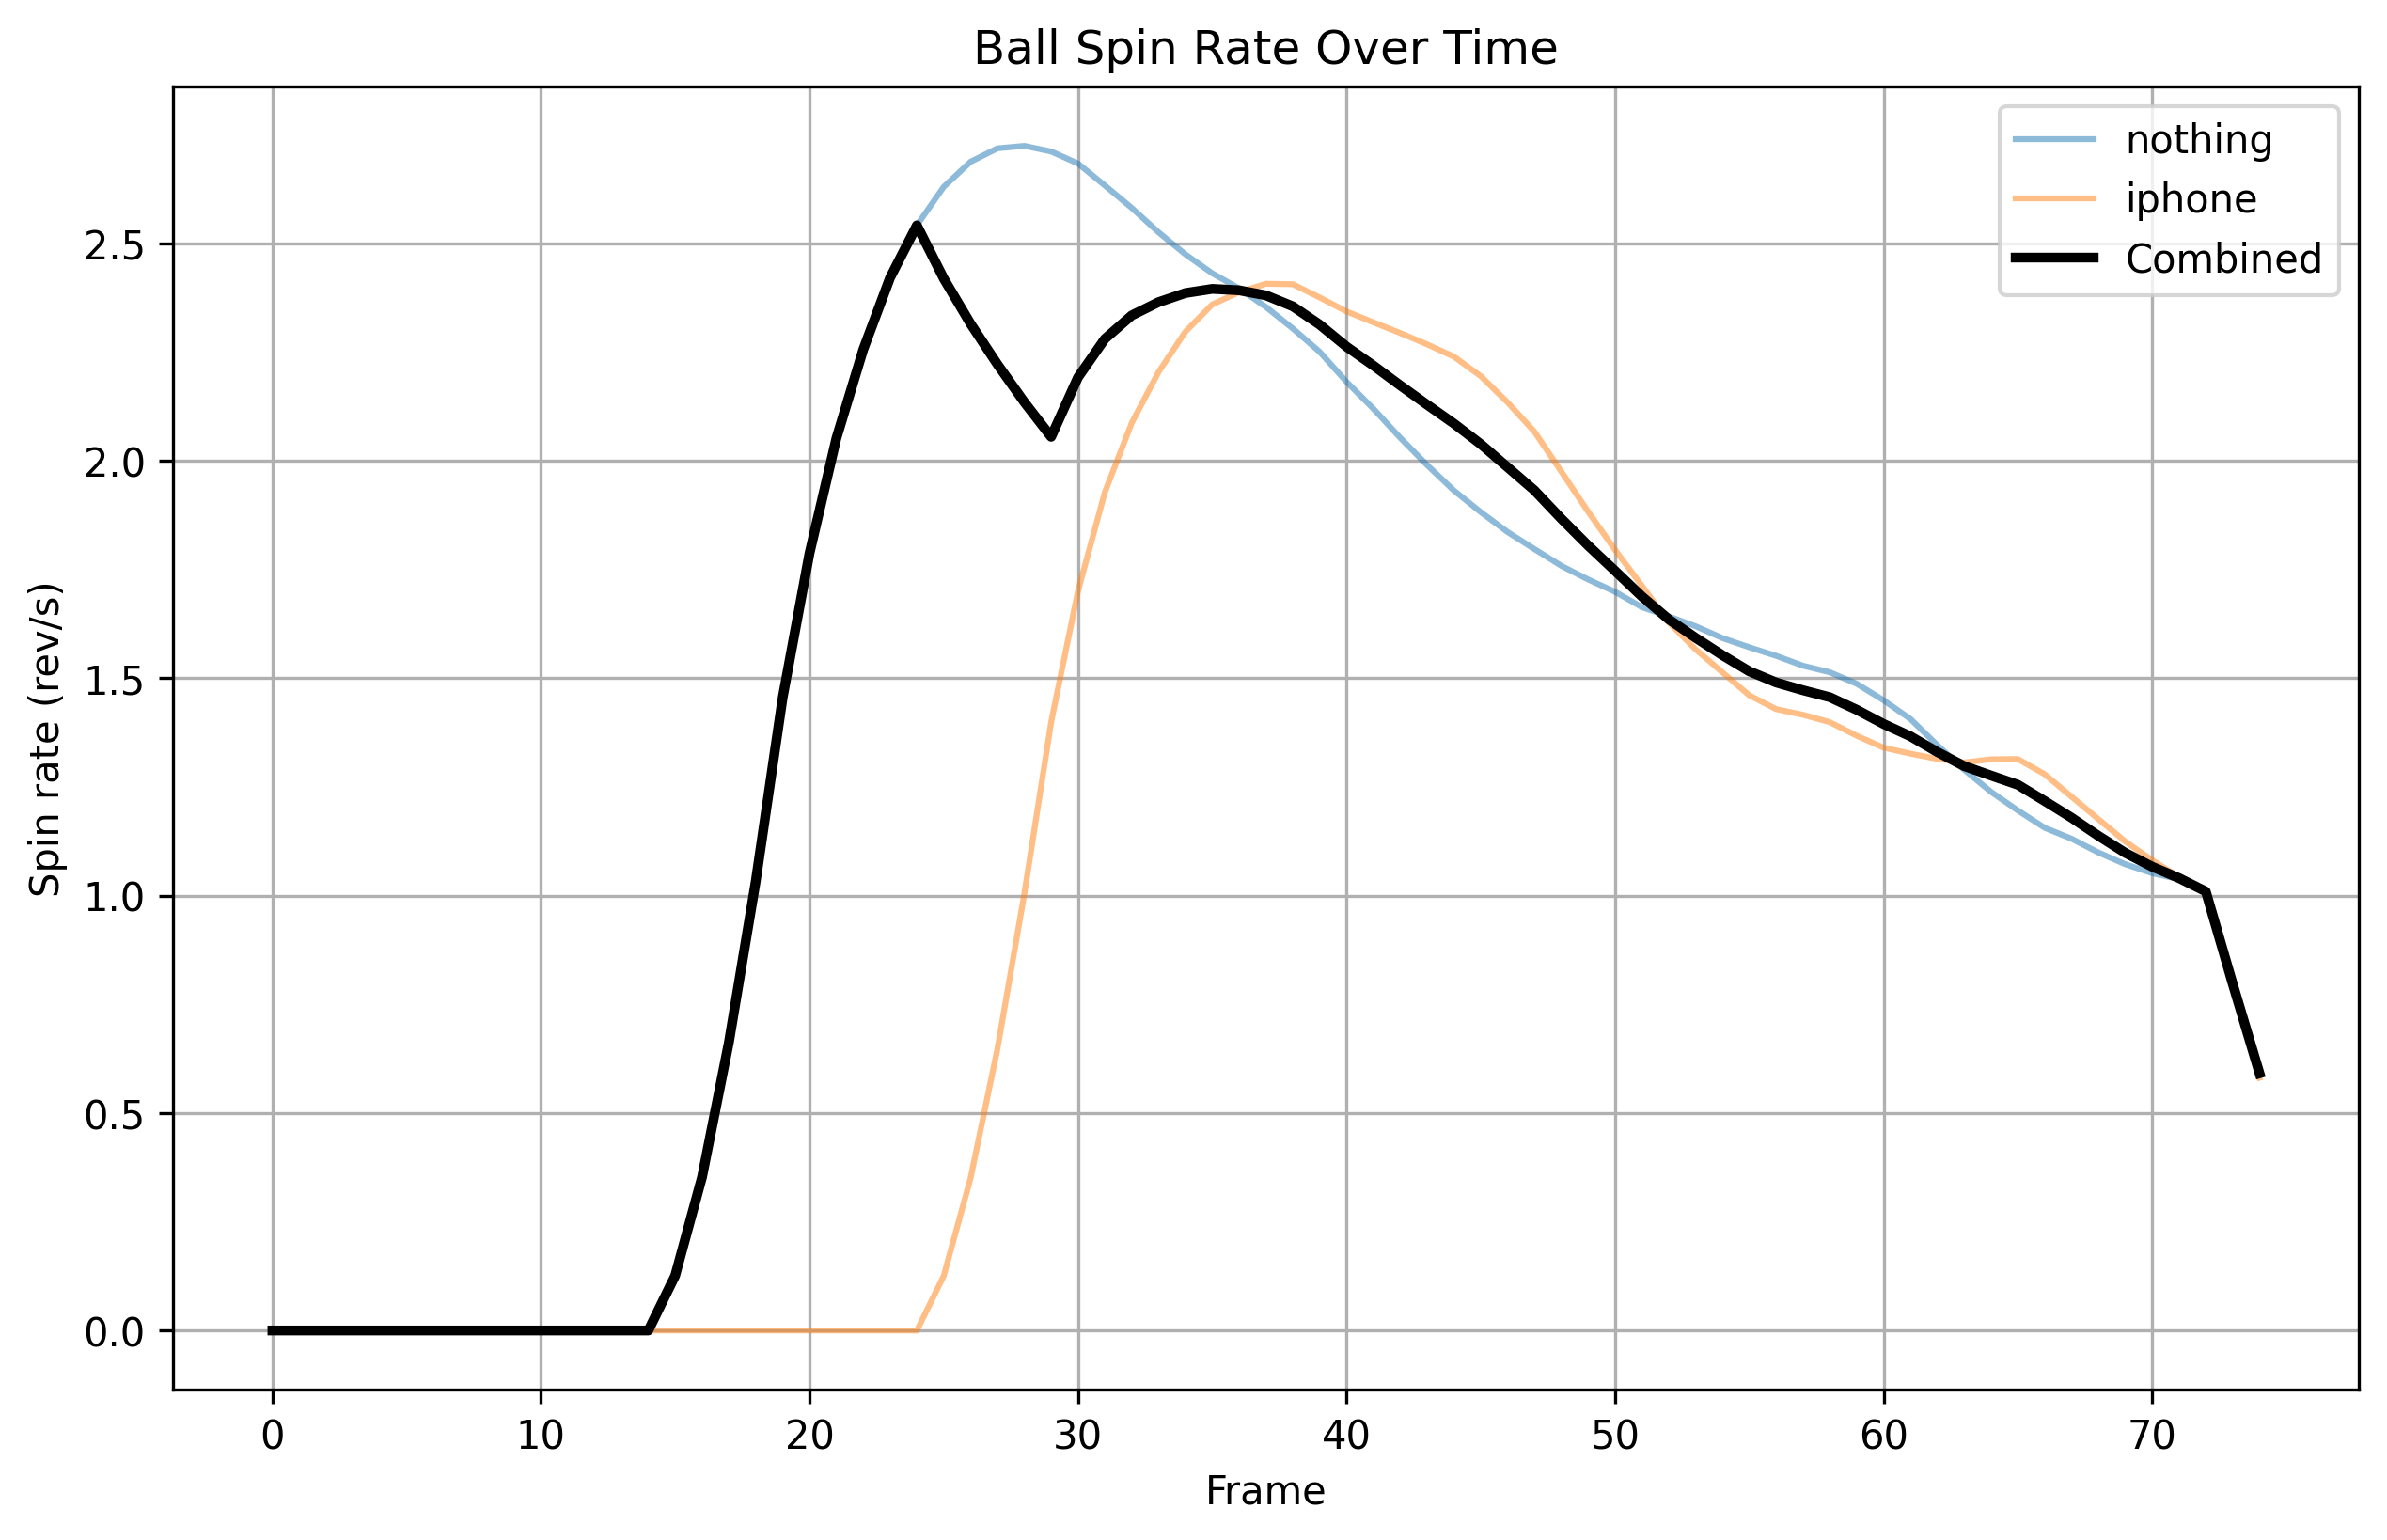 Ball Spin Rate Over Time
nothing
iphone
Combined
Spin rate (rev/s)
2.5
2.0
1.5
1.0
0.5
0.0
0 10 20 30 40 50 60 70
Frame